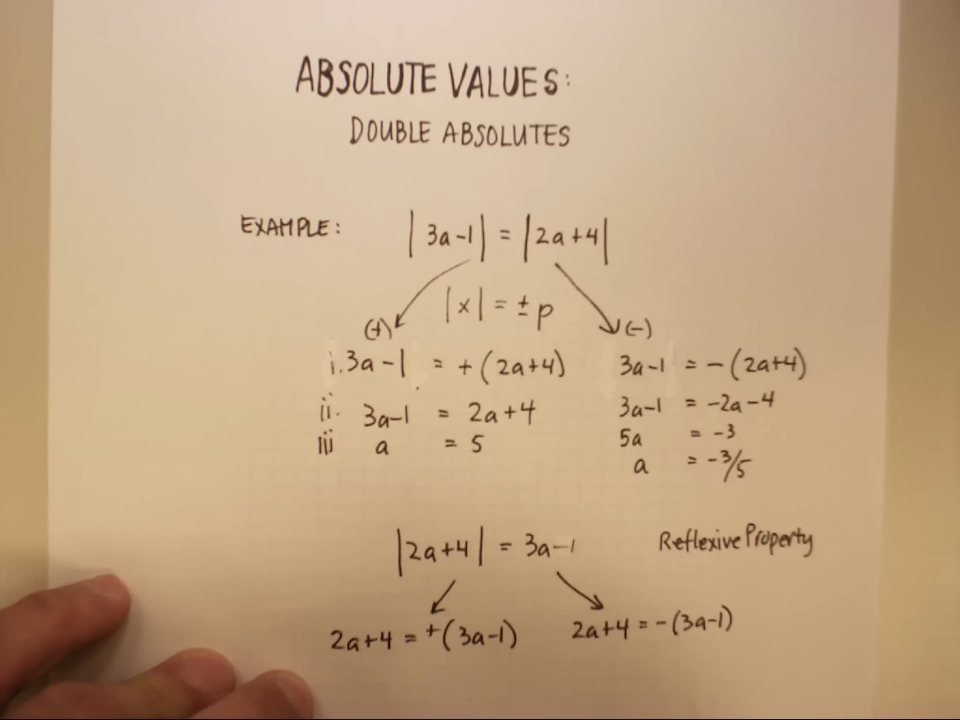 ABSOLUTE VALUES:
DOUBLE ABSOLUTES
EXAMPLE: |3a-1| = |2a+4|
|x| = ± p
(+) (-)
i. 3a-1 = +(2a+4) 3a-1 = -(2a+4)
ii. 3a-1 = 2a+4 3a-1 = -2a-4
iii a = 5 5a = -3
a = -3/5
|2a+4| = 3a-1 Reflexive Property
2a+4 = +(3a-1) 2a+4 = -(3a-1)